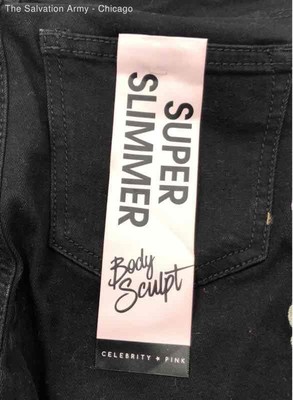 The Salvation Army - Chicago
SUPER
SLIMMER
Body
Sculpt
CELEBRITY + PINK